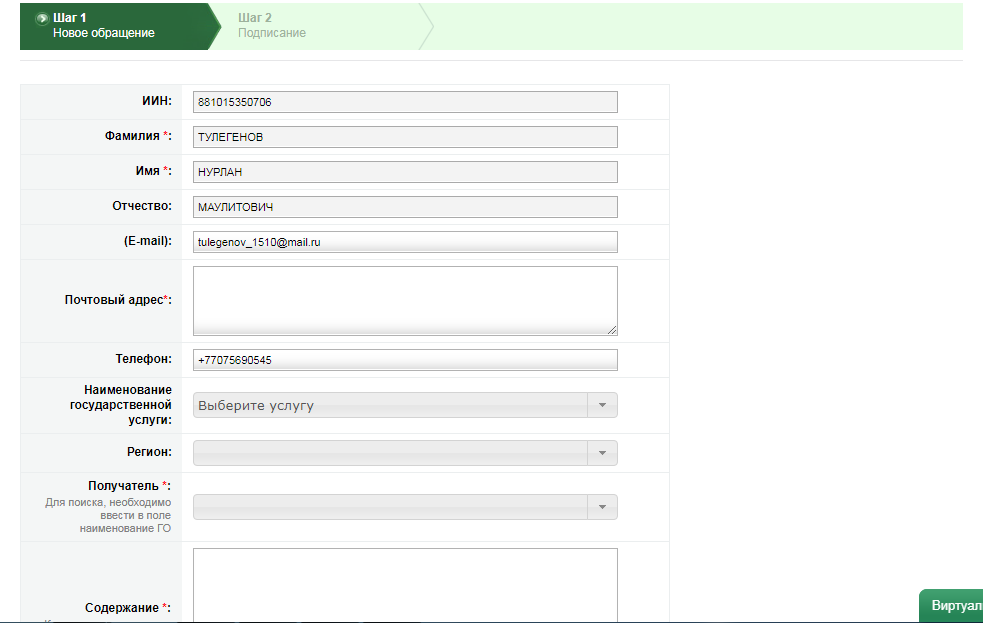 Шаг 1
Новое обращение
Шаг 2
Подписание
ИИН:
881015350706
Фамилия *:
ТУЛЕГЕНОВ
Имя *:
НУРЛАН
Отчество:
МАУЛИТОВИЧ
(E-mail):
tulegenov_1510@mail.ru
Почтовый адрес*:
Телефон:
+77075690545
Наименование
государственной
услуги:
Выберите услугу
Регион:
Получатель *:
Для поиска, необходимо
ввести в поле
наименование ГО
Содержание *:
Виртуал